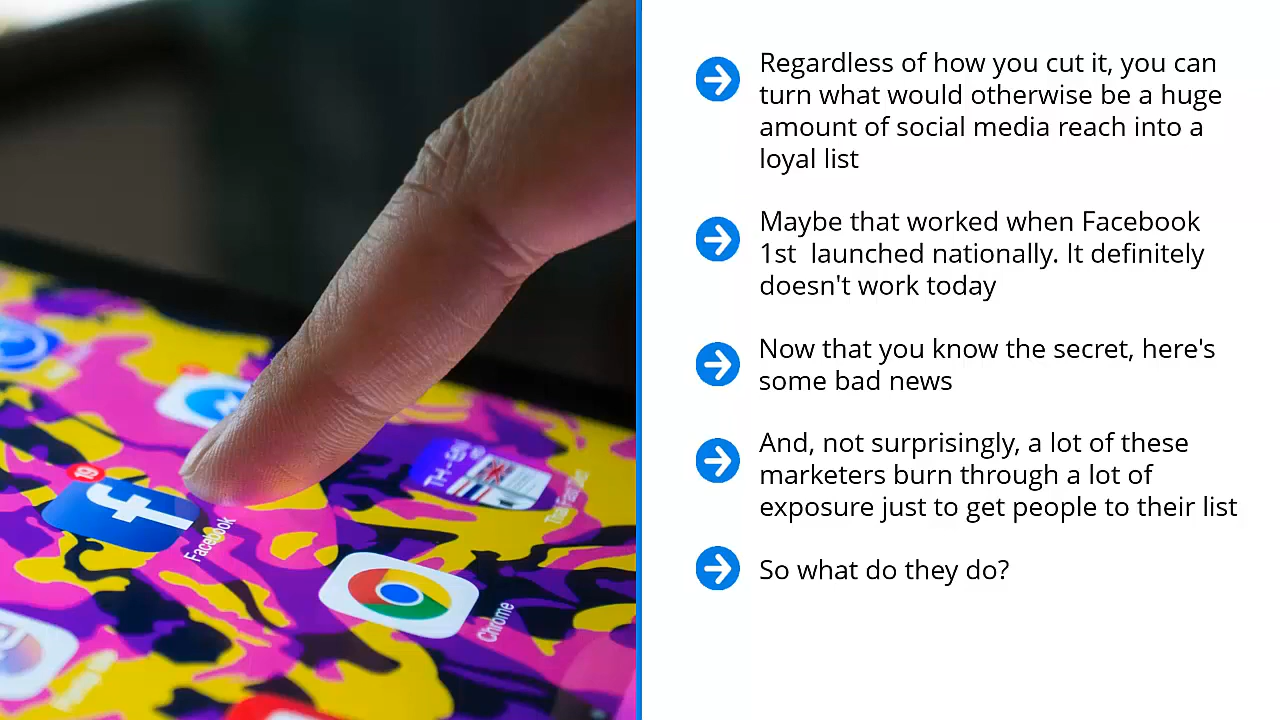 Regardless of how you cut it, you can
turn what would otherwise be a huge
amount of social media reach into a
loyal list
Maybe that worked when Facebook
1st  launched nationally. It definitely
doesn't work today
Now that you know the secret, here's
some bad news
And, not surprisingly, a lot of these
marketers burn through a lot of
exposure just to get people to their list
So what do they do?
19
f
Facebook
TH - EN
Chrome